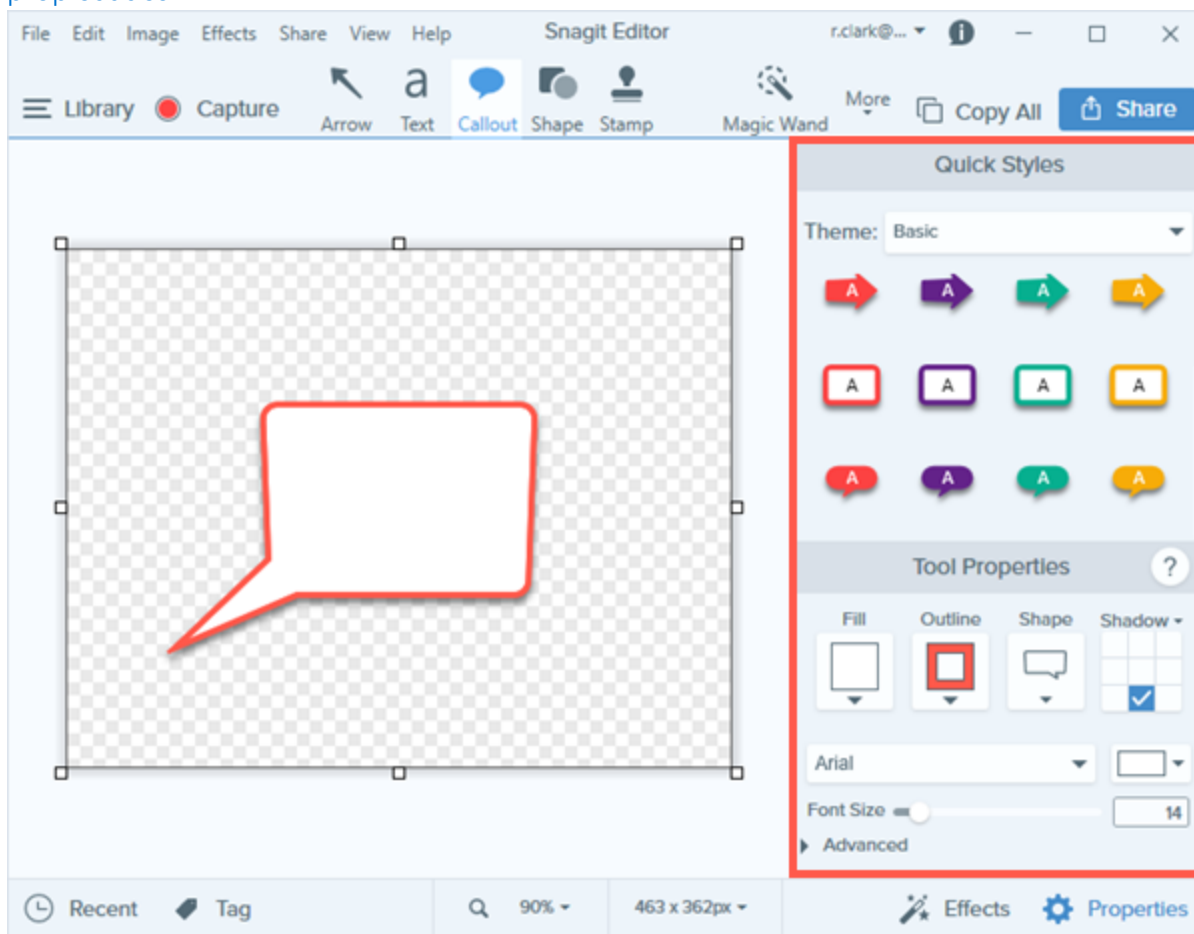 File Edit Image Effects Share View Help Snagit Editor r.clark@...
Library Capture Arrow Text Callout Shape Stamp Magic Wand More Copy All Share
Quick Styles
Theme: Basic
A A A A
A A A A
A A A A
Tool Properties ?
Fill Outline Shape Shadow
Arial
Font Size 14
Advanced
Recent Tag 90% 463 x 362px Effects Properties